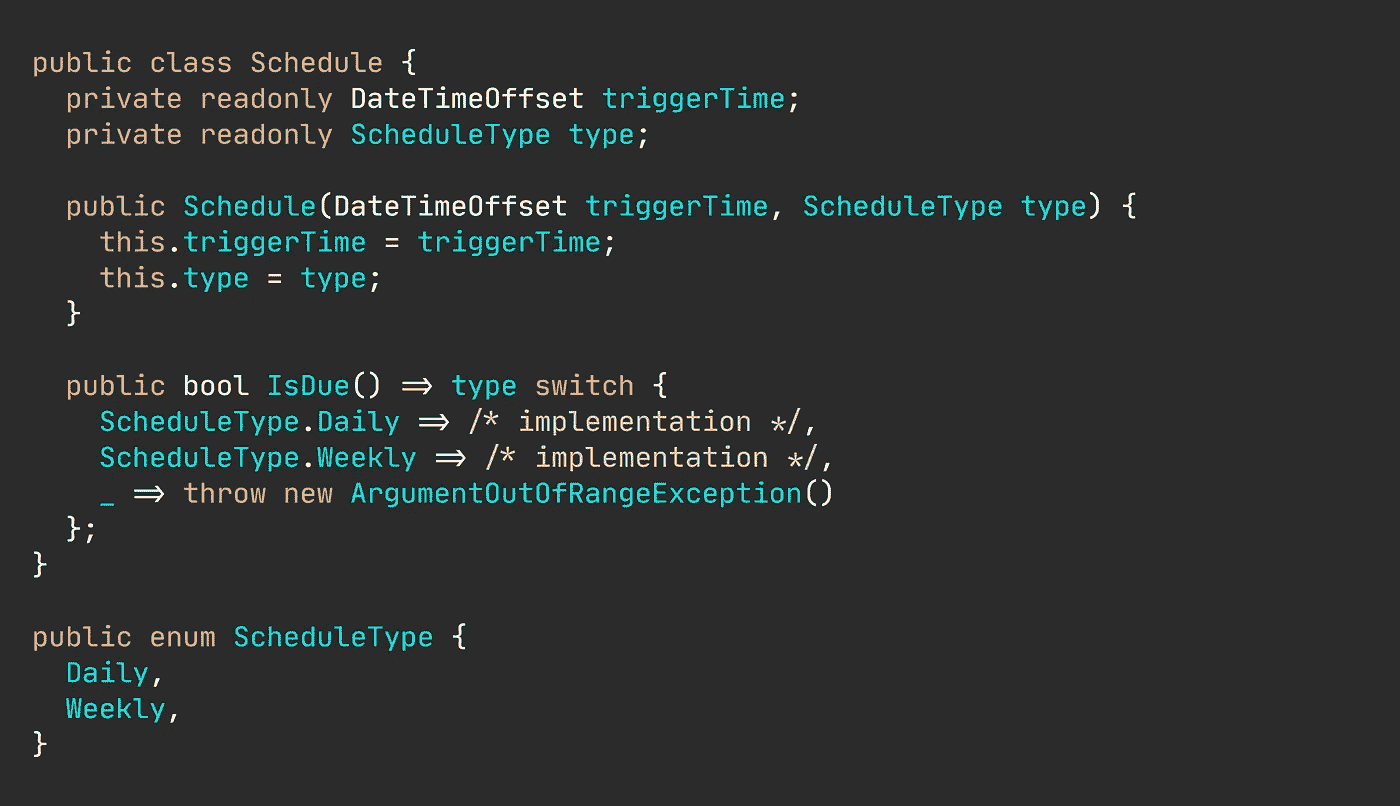 public class Schedule {
  private readonly DateTimeOffset triggerTime;
  private readonly ScheduleType type;

  public Schedule(DateTimeOffset triggerTime, ScheduleType type) {
    this.triggerTime = triggerTime;
    this.type = type;
  }

  public bool IsDue() => type switch {
    ScheduleType.Daily => /* implementation */,
    ScheduleType.Weekly => /* implementation */,
    _ => throw new ArgumentOutOfRangeException()
  };
}

public enum ScheduleType {
  Daily,
  Weekly,
}